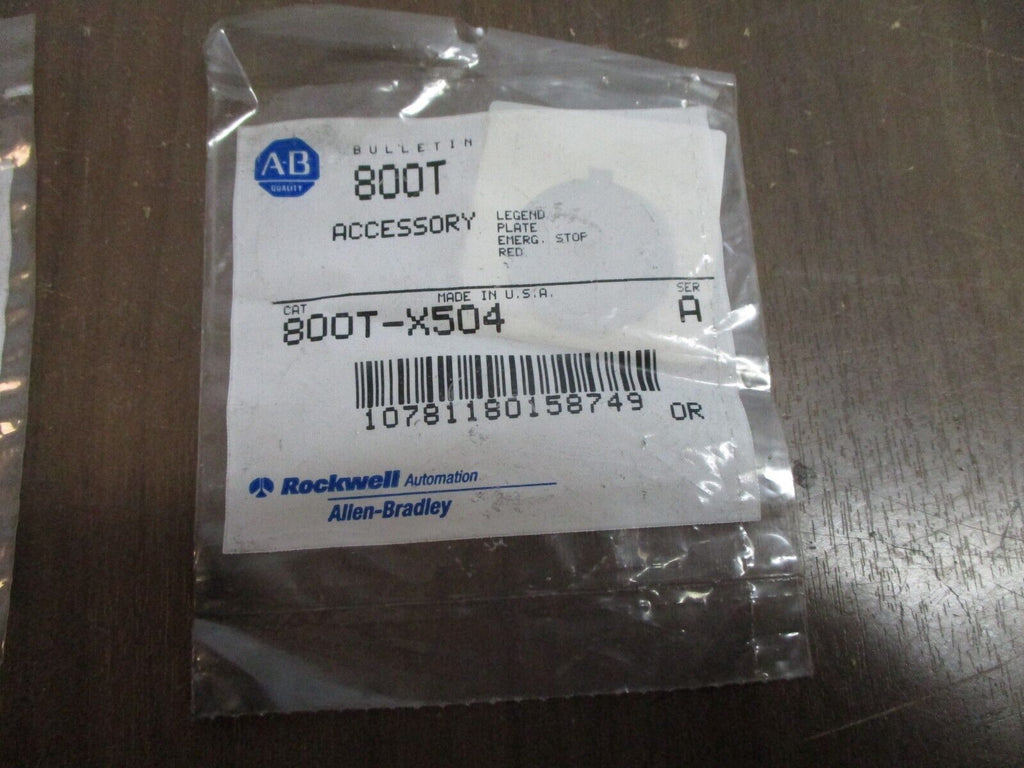 A-B
QUALITY
BULLETIN
800T
ACCESSORY
LEGEND
PLATE
EMERG. STOP
RED
MADE IN U.S.A.
CAT
800T-X504
SER
A
10781180158749
OR
Rockwell Automation
Allen-Bradley